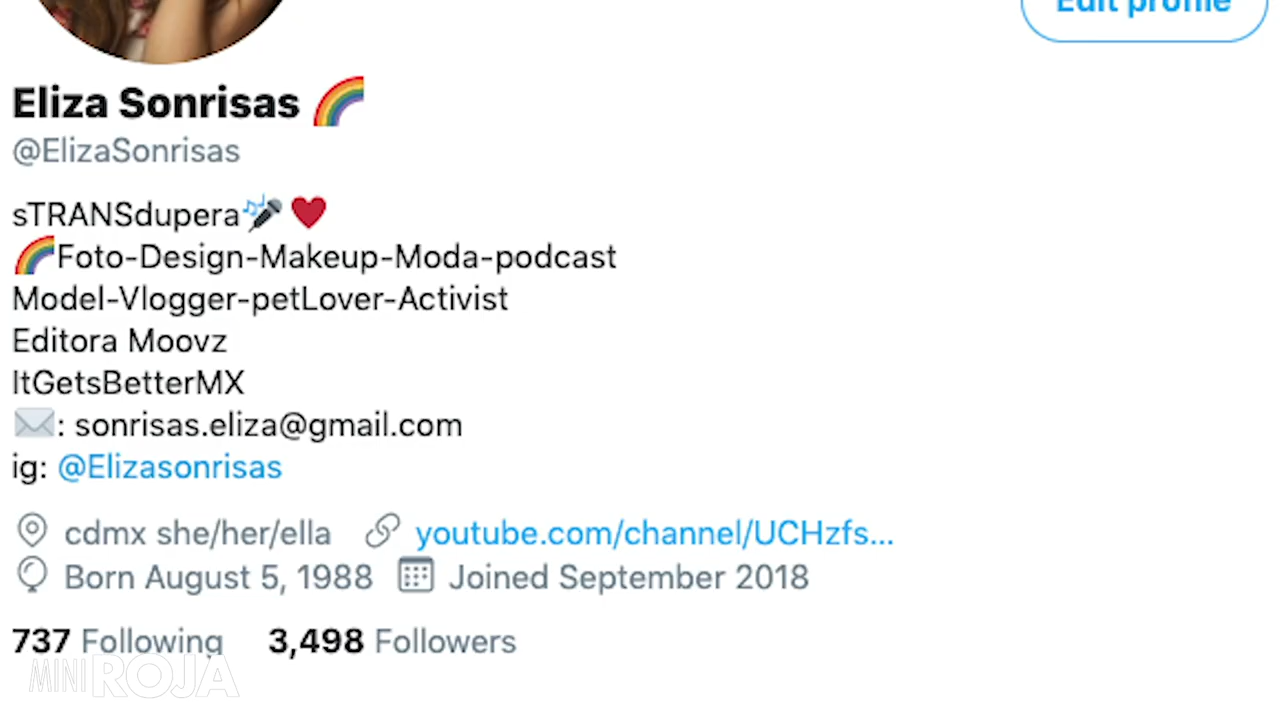 Edit profile
Eliza Sonrisas 🌈
@ElizaSonrisas
sTRANSdupera🎤❤️
🌈Foto-Design-Makeup-Moda-podcast
Model-Vlogger-petLover-Activist
Editora Moovz
ItGetsBetterMX
✉️: sonrisas.eliza@gmail.com
ig: @Elizasonrisas
cdmx she/her/ella youtube.com/channel/UCHzfs...
Born August 5, 1988 Joined September 2018
737 Following 3,498 Followers
MINI ROJA